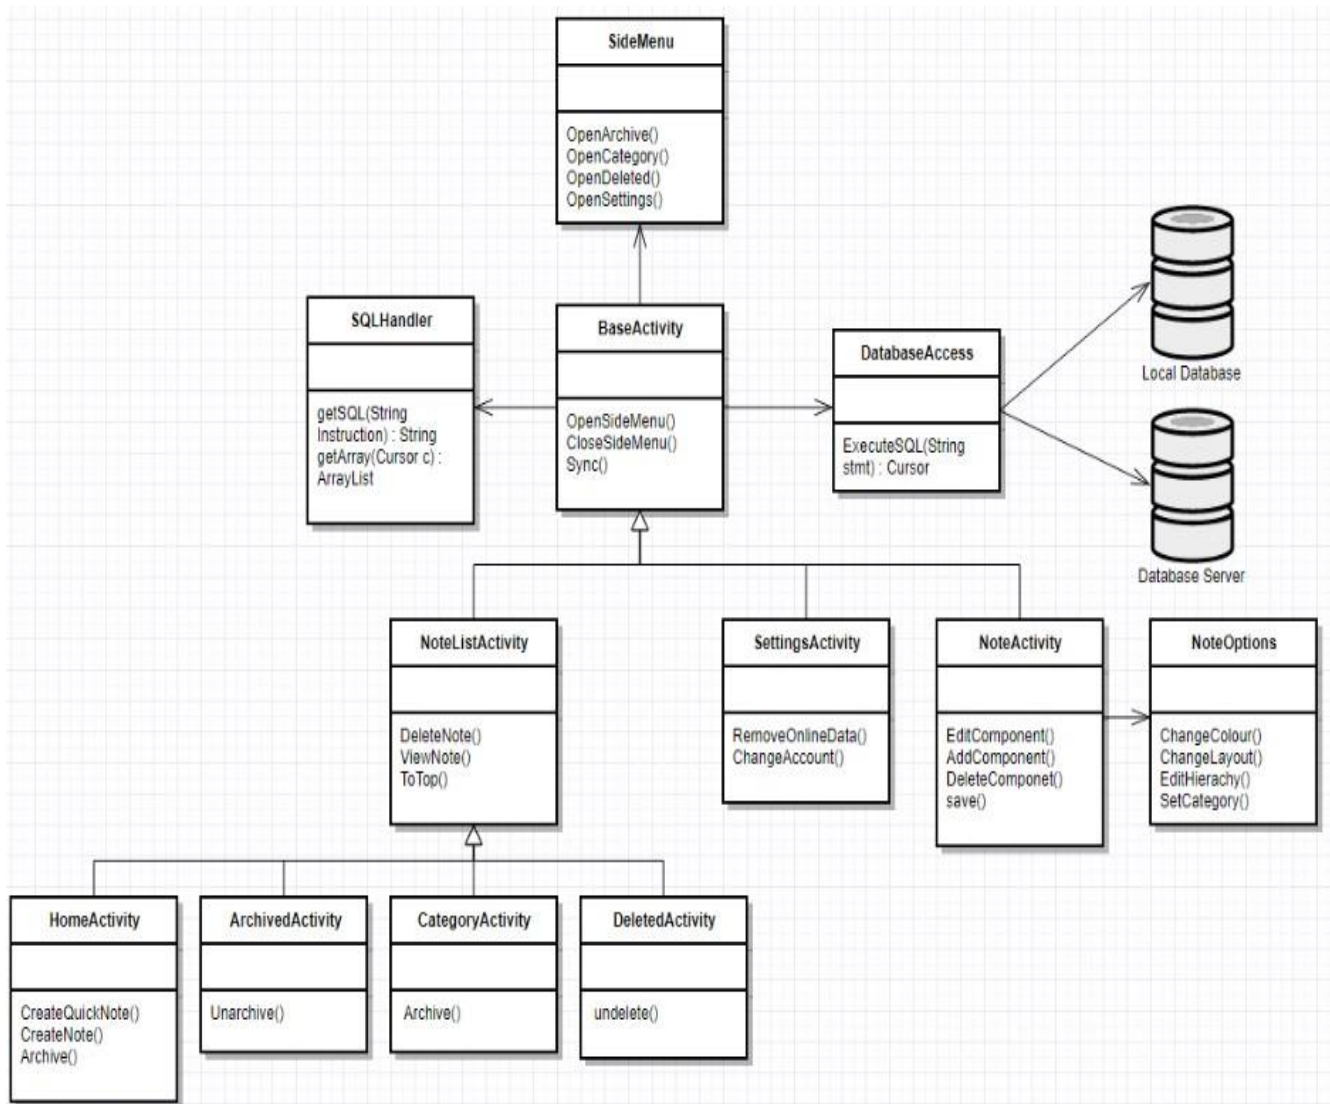 SideMenu
OpenArchive()
OpenCategory()
OpenDeleted()
OpenSettings()
SQLHandler
getSQL(String
Instruction) : String
getArray(Cursor c) :
ArrayList
BaseActivity
OpenSideMenu()
CloseSideMenu()
Sync()
DatabaseAccess
ExecuteSQL(String
stmt) : Cursor
Local Database
Database Server
NoteListActivity
DeleteNote()
ViewNote()
ToTop()
SettingsActivity
RemoveOnlineData()
ChangeAccount()
NoteActivity
EditComponent()
AddComponent()
DeleteComponet()
save()
NoteOptions
ChangeColour()
ChangeLayout()
EditHierachy()
SetCategory()
HomeActivity
CreateQuickNote()
CreateNote()
Archive()
ArchivedActivity
Unarchive()
CategoryActivity
Archive()
DeletedActivity
undelete()